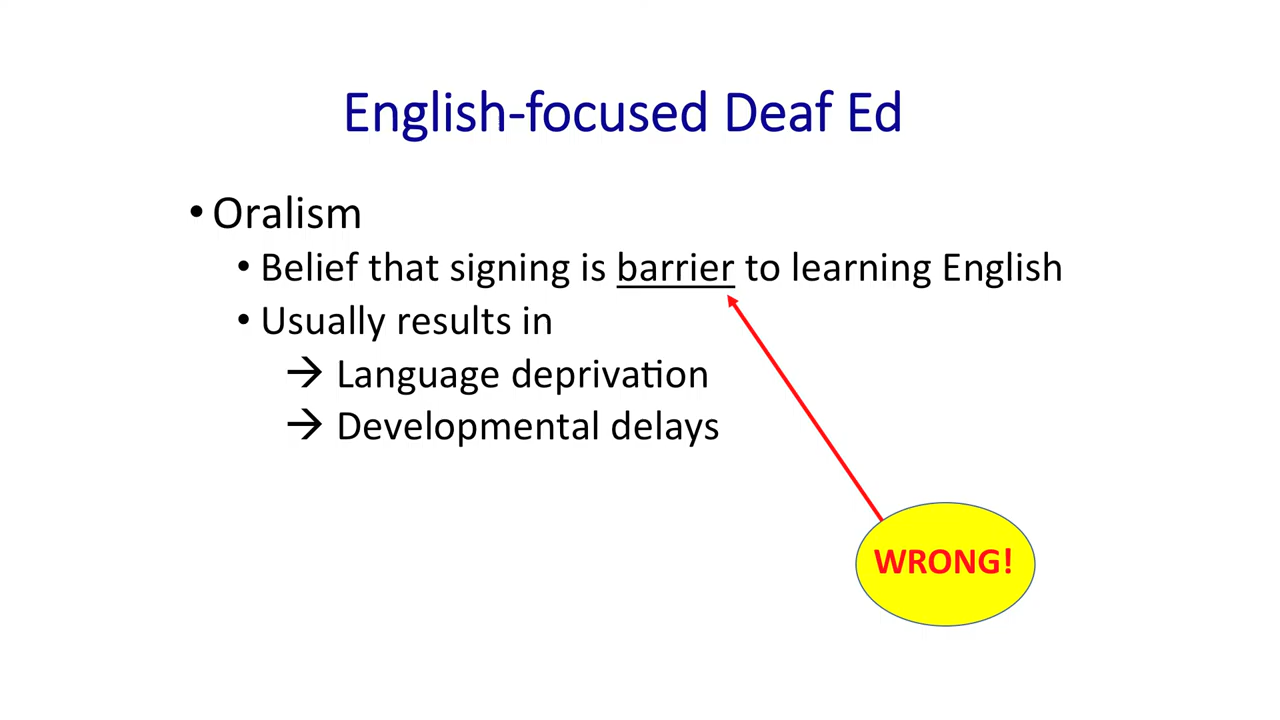 English-focused Deaf Ed
• Oralism
• Belief that signing is barrier to learning English
• Usually results in
→ Language deprivation
→ Developmental delays
WRONG!